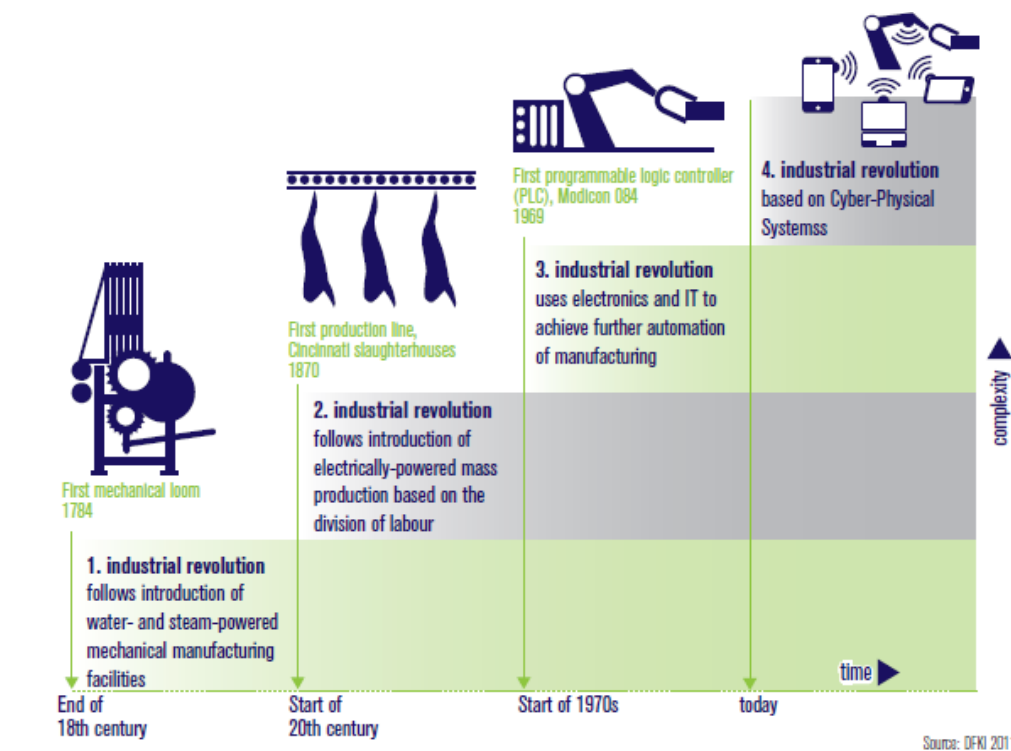 First programmable logic controller
(PLC), Modicon 084
1969
4. industrial revolution
based on Cyber-Physical
Systemss
3. industrial revolution
uses electronics and IT to
achieve further automation
of manufacturing
First production line,
Cincinnati slaughterhouses
1870
2. industrial revolution
follows introduction of
electrically-powered mass
production based on the
division of labour
First mechanical loom
1784
1. industrial revolution
follows introduction of
water- and steam-powered
mechanical manufacturing
facilities
complexity
time
End of
18th century
Start of
20th century
Start of 1970s
today
Source: DFKI